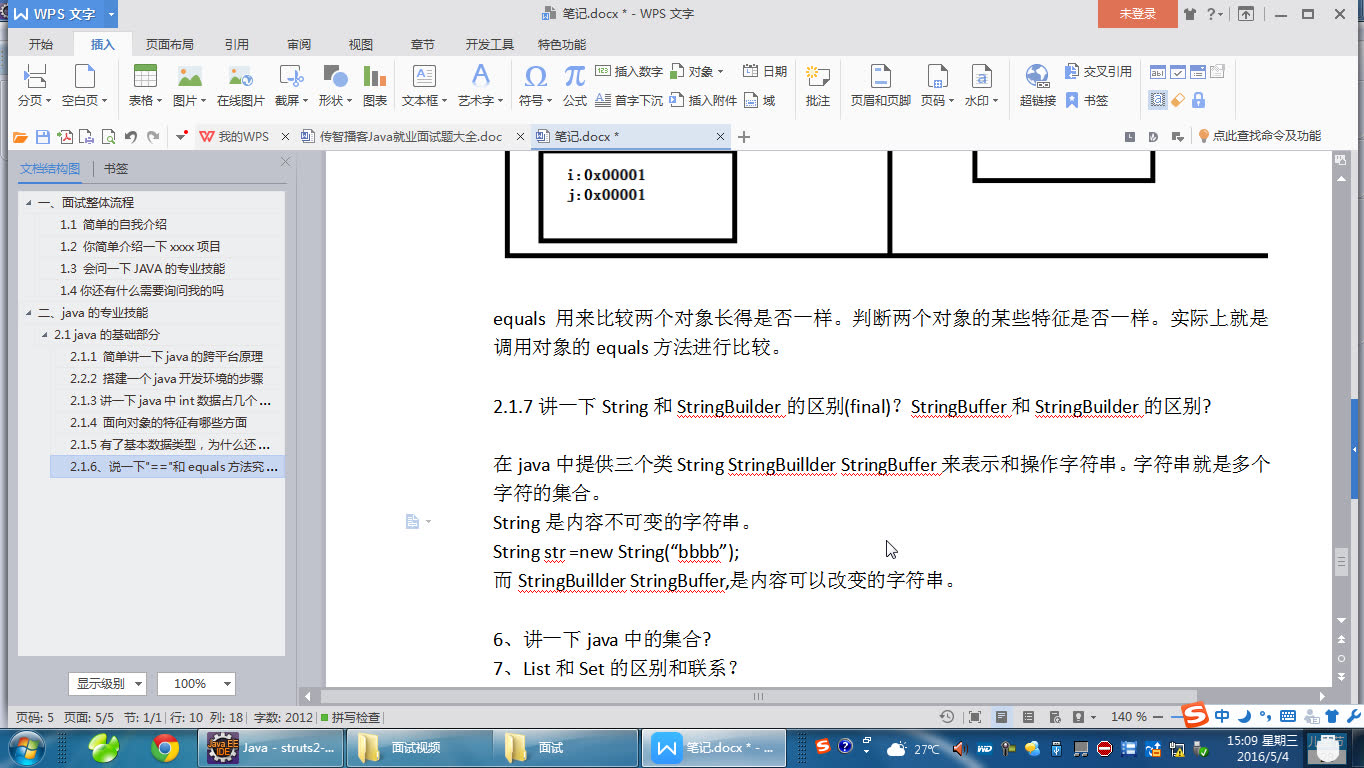 WPS 文字
笔记.docx * - WPS 文字
未登录
开始 插入 页面布局 引用 审阅 视图 章节 开发工具 特色功能
分页 空白页 表格 图片 在线图片 截屏 形状 图表 文本框 艺术字 符号 公式 插入数字 首字下沉 对象 插入附件 日期 域 批注 页眉和页脚 页码 水印 超链接 交叉引用 书签
我的WPS 传智播客Java就业面试题大全.doc 笔记.docx * 点此查找命令及功能
文档结构图 书签
一、面试整体流程
1.1 简单的自我介绍
1.2 你简单介绍一下 xxxx 项目
1.3 会问一下 JAVA 的专业技能
1.4 你还有什么需要询问我的吗
二、java 的专业技能
2.1 java 的基础部分
2.1.1 简单讲一下 java 的跨平台原理
2.2.2 搭建一个 java 开发环境的步骤
2.1.3 讲一下 java 中 int 数据占几个 ...
2.1.4 面向对象的特征有哪些方面
2.1.5 有了基本数据类型，为什么还 ...
2.1.6、说一下"=="和 equals 方法究 ...
显示级别 100%
i:0x00001
j:0x00001
equals 用来比较两个对象长得是否一样。判断两个对象的某些特征是否一样。实际上就是
调用对象的 equals 方法进行比较。
2.1.7 讲一下 String 和 StringBuilder 的区别(final)？StringBuffer 和 StringBuilder 的区别?
在 java 中提供三个类 String StringBuillder StringBuffer 来表示和操作字符串。字符串就是多个
字符的集合。
String 是内容不可变的字符串。
String str =new String(“bbbb”);
而 StringBuillder StringBuffer,是内容可以改变的字符串。
6、讲一下 java 中的集合?
7、List 和 Set 的区别和联系？
页码: 5 页面: 5/5 节: 1/1 行: 10 列: 18 字数: 2012 拼写检查 140 % 中
Java - struts2-... 面试视频 面试 笔记.docx * - ... 27℃ 15:09 星期三
2016/5/4